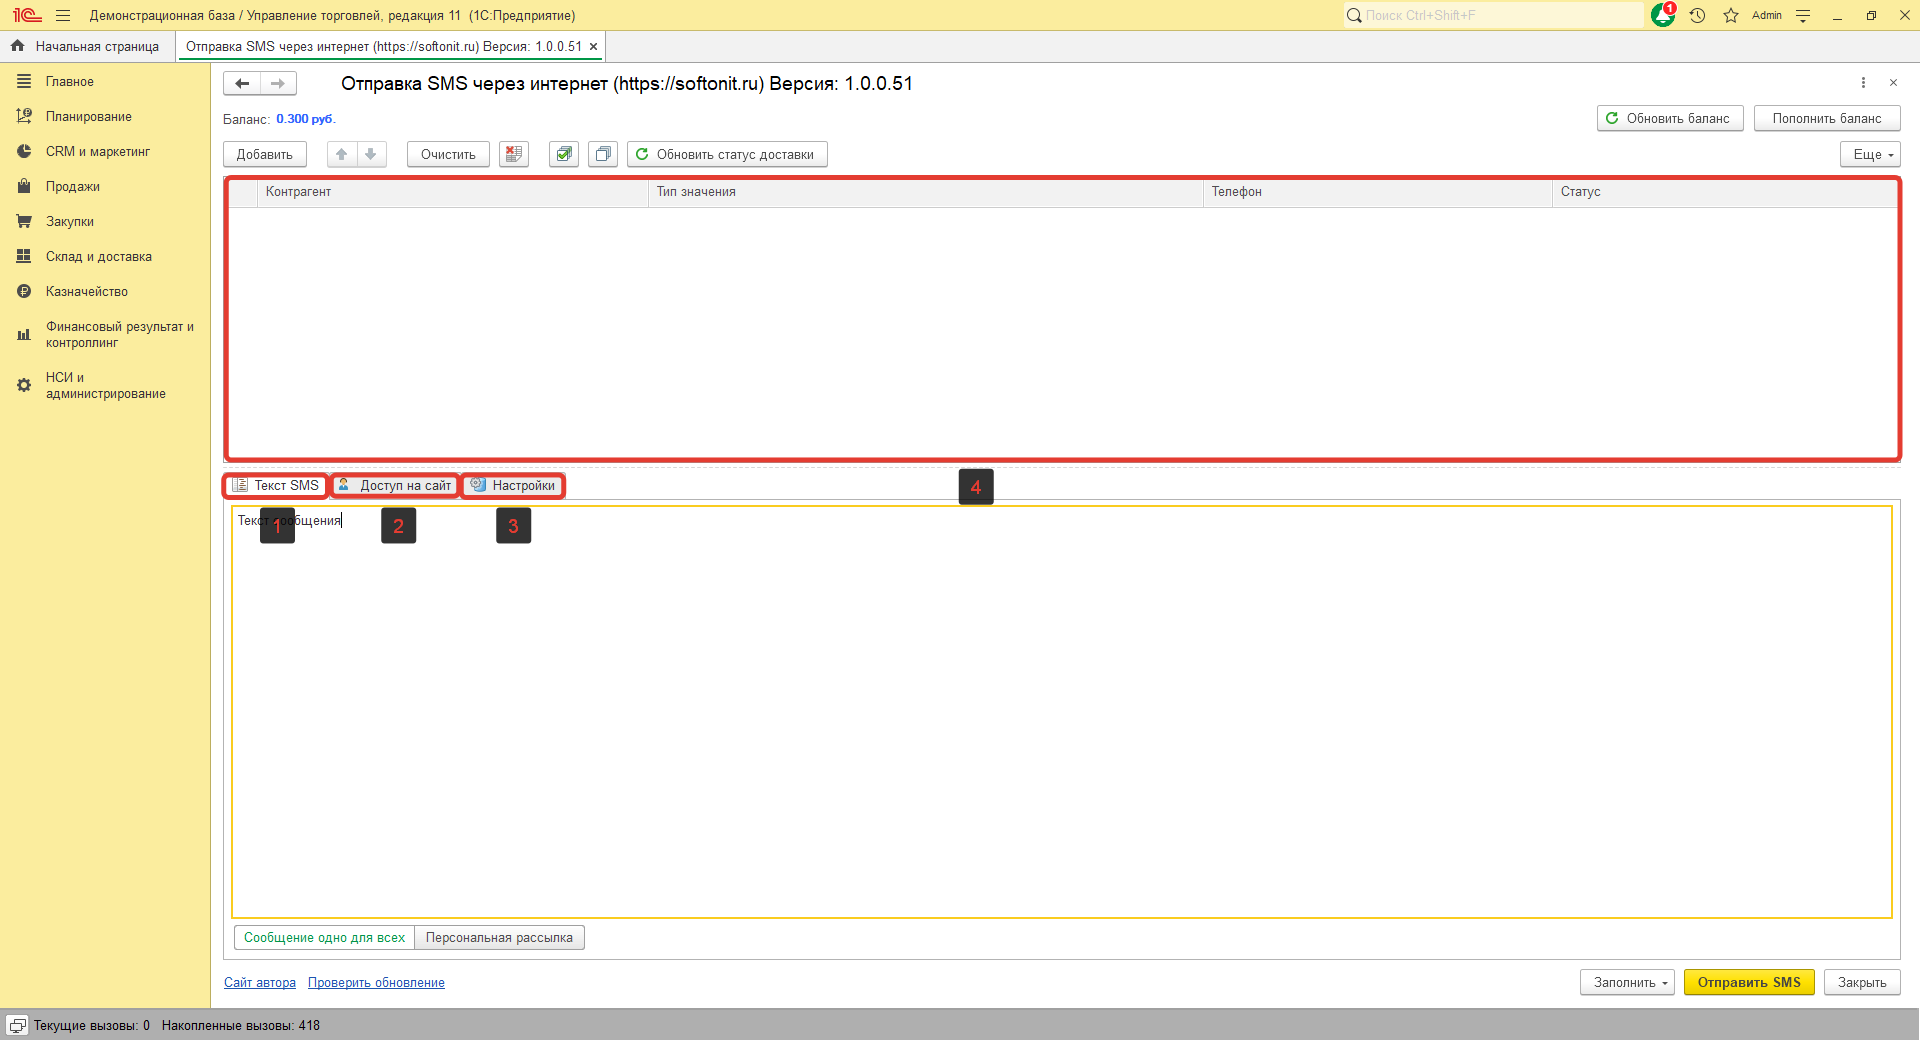 1С Демонстрационная база / Управление торговлей, редакция 11 (1С:Предприятие) Поиск Ctrl+Shift+F 1 Admin
Начальная страница Отправка SMS через интернет (https://softonit.ru) Версия: 1.0.0.51
Главное
Планирование
CRM и маркетинг
Продажи
Закупки
Склад и доставка
Казначейство
Финансовый результат и
контроллинг
НСИ и
администрирование
Отправка SMS через интернет (https://softonit.ru) Версия: 1.0.0.51
Баланс: 0.300 руб. Обновить баланс Пополнить баланс
Добавить Очистить Обновить статус доставки Еще
Контрагент Тип значения Телефон Статус
Текст SMS Доступ на сайт Настройки 4
Текст сообщения
1 2 3
Сообщение одно для всех Персональная рассылка
Сайт автора Проверить обновление Заполнить Отправить SMS Закрыть
Текущие вызовы: 0 Накопленные вызовы: 418